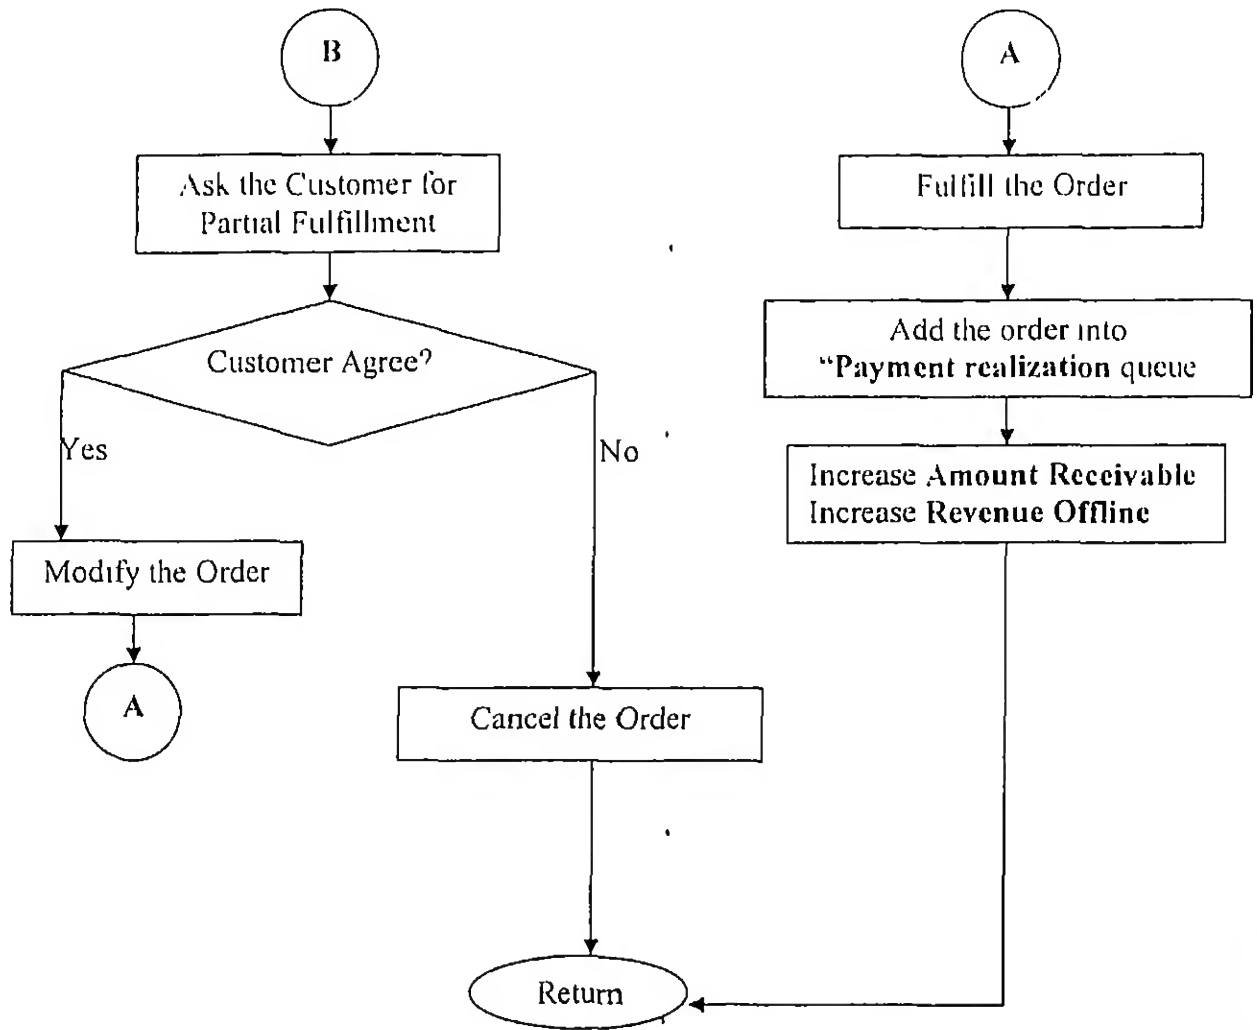 B
Ask the Customer for
Partial Fulfillment
Customer Agree?
Yes
No
Modify the Order
A
Cancel the Order
Return
A
Fulfill the Order
Add the order into
“Payment realization queue
Increase Amount Receivable
Increase Revenue Offline